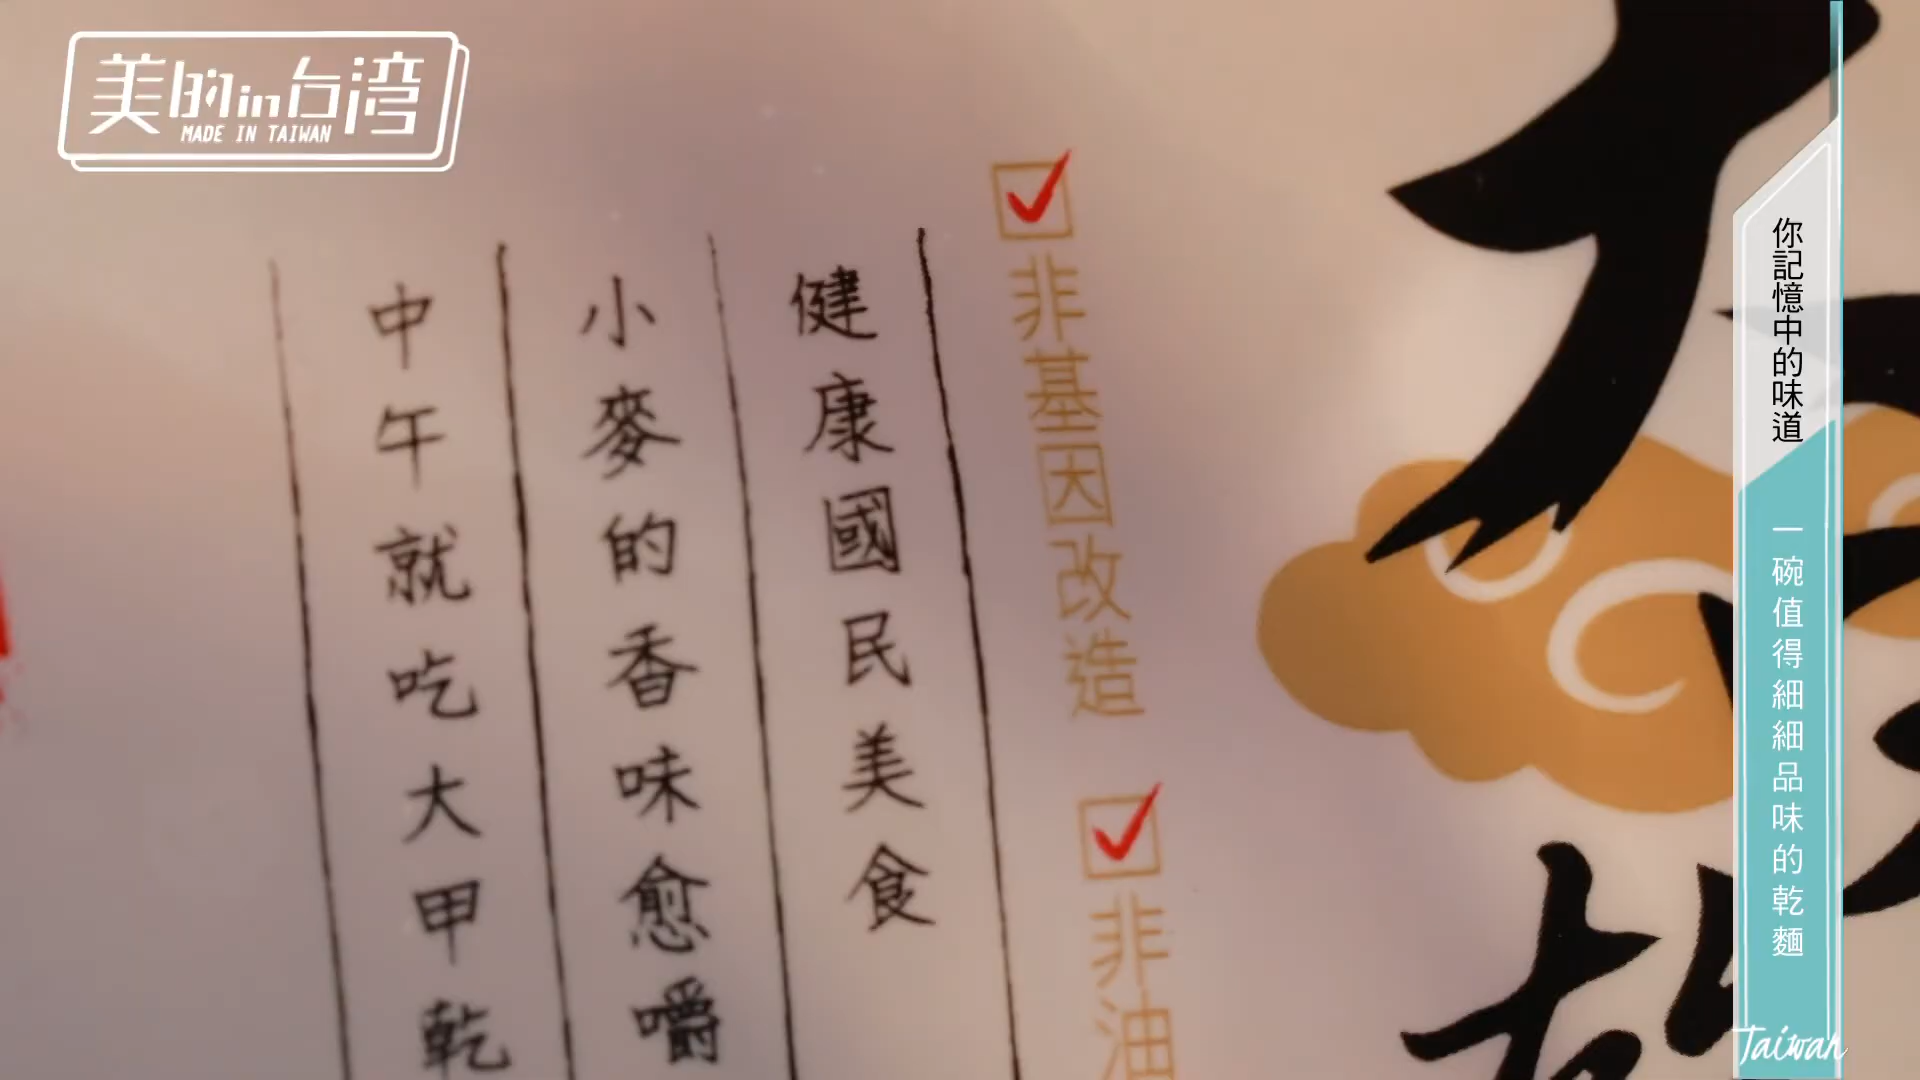 美的in台湾
MADE IN TAIWAN
你記憶中的味道
一碗值得細細品味的乾麵
Taiwan
非基因改造
非油
健康國民美食
小麥的香味愈嚼
中午就吃大甲乾